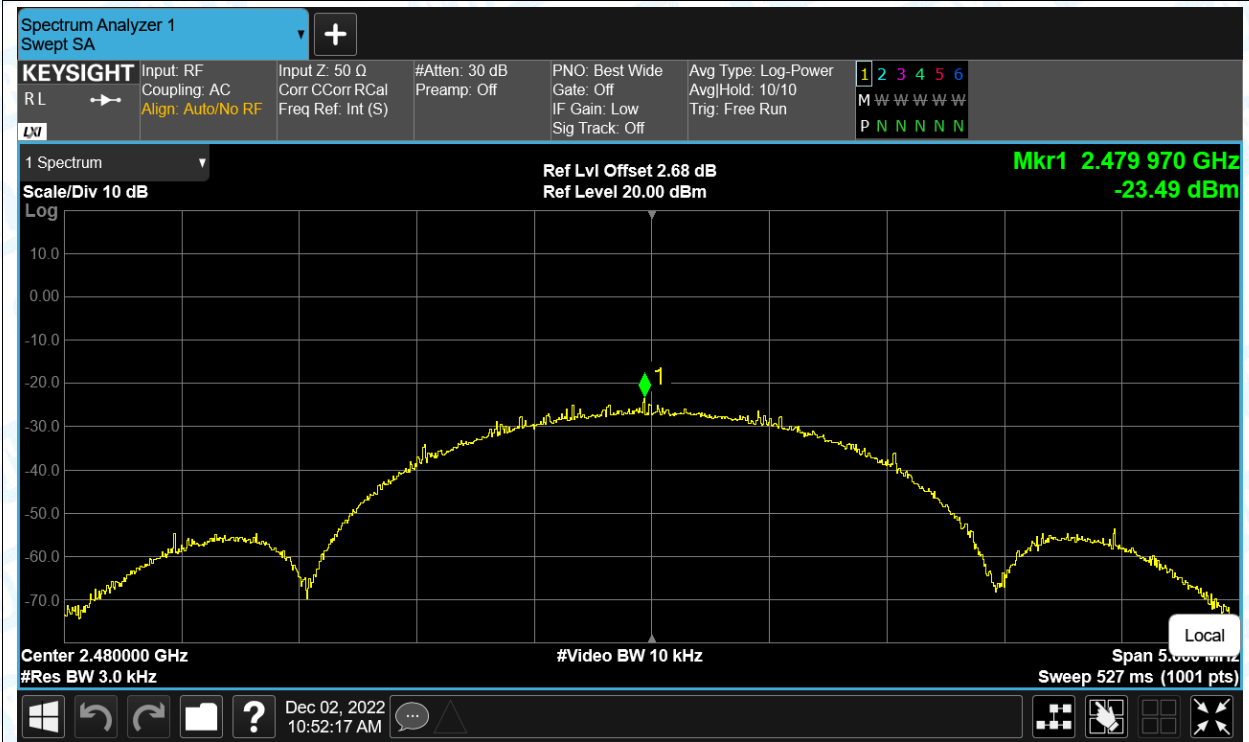 Spectrum Analyzer 1
Swept SA
KEYSIGHT
R L
LXI
Input: RF
Coupling: AC
Align: Auto/No RF
Input Z: 50 Ω
Corr CCorr RCal
Freq Ref: Int (S)
#Atten: 30 dB
Preamp: Off
PNO: Best Wide
Gate: Off
IF Gain: Low
Sig Track: Off
Avg Type: Log-Power
Avg|Hold: 10/10
Trig: Free Run
1 2 3 4 5 6
M W W W W W
P N N N N N
1 Spectrum
Scale/Div 10 dB
Log
Ref Lvl Offset 2.68 dB
Ref Level 20.00 dBm
Mkr1 2.479 970 GHz
-23.49 dBm
10.0
0.00
-10.0
-20.0
-30.0
-40.0
-50.0
-60.0
-70.0
1
Local
Center 2.480000 GHz
#Video BW 10 kHz
Span
#Res BW 3.0 kHz
Sweep 527 ms (1001 pts)
?
Dec 02, 2022
10:52:17 AM